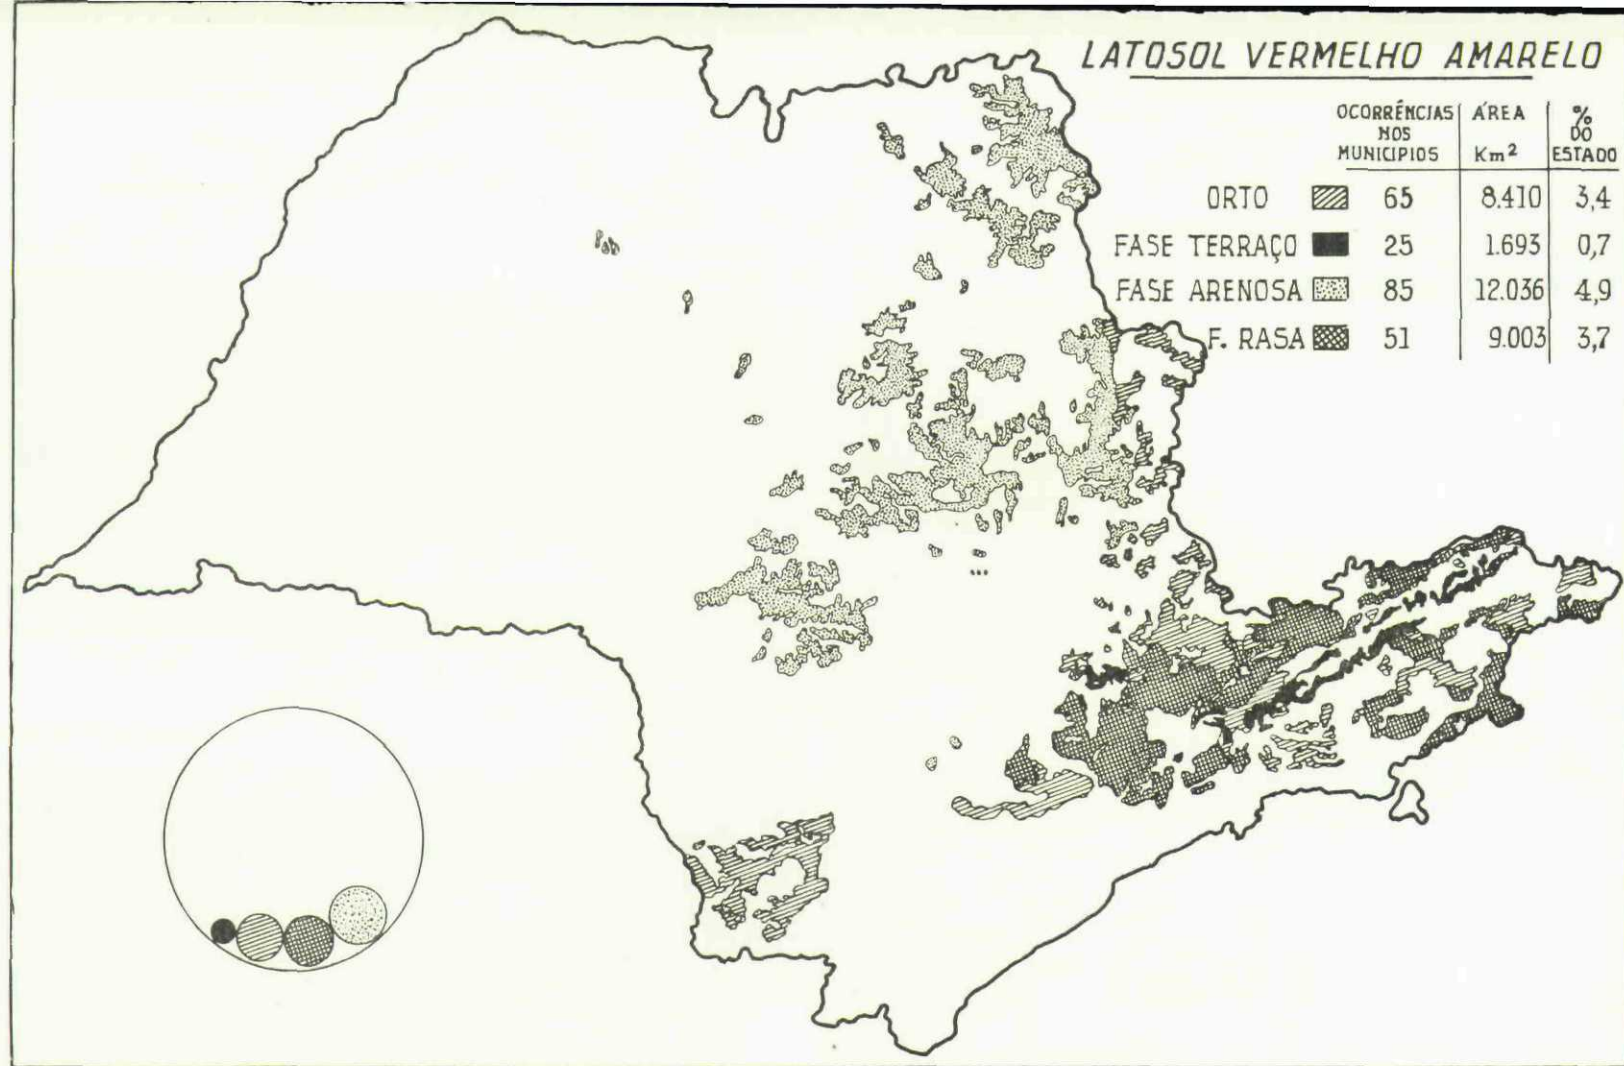 LATOSOL VERMELHO AMARELO
OCORRÊNCIAS NOS MUNICIPIOS ÁREA Km² % DO ESTADO
ORTO 65 8.410 3,4
FASE TERRAÇO 25 1.693 0,7
FASE ARENOSA 85 12.036 4,9
F. RASA 51 9.003 3,7